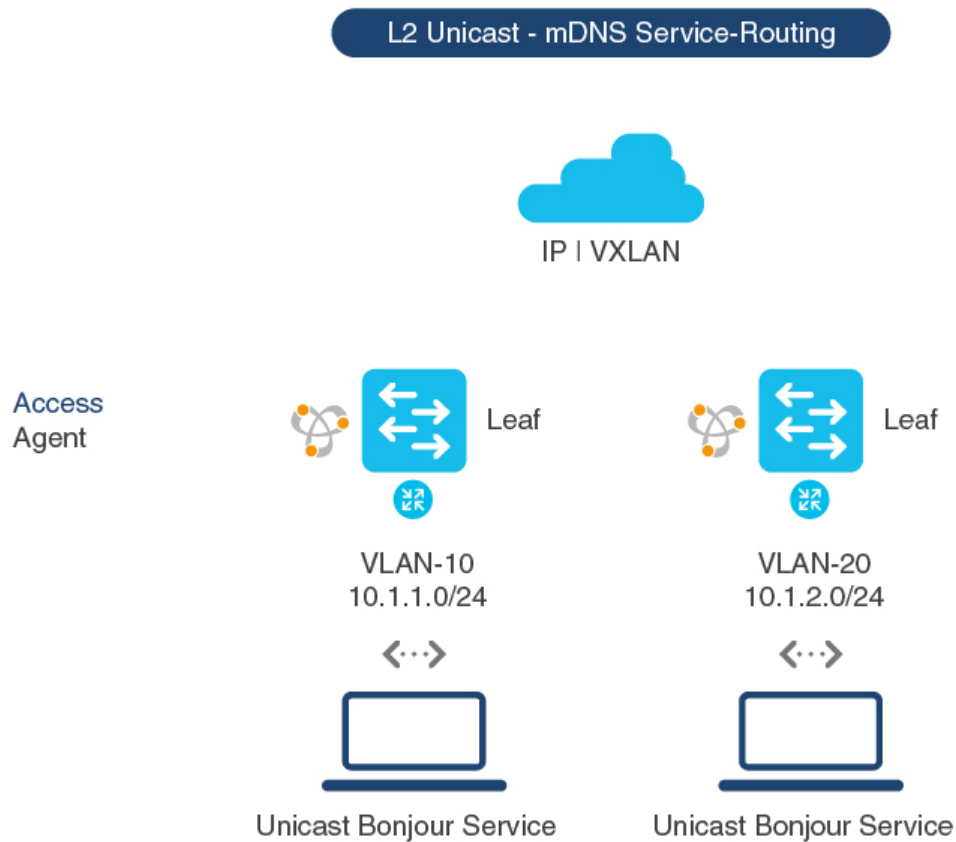 L2 Unicast - mDNS Service-Routing
IP | VXLAN
Access
Agent
Leaf
Leaf
VLAN-10
10.1.1.0/24
VLAN-20
10.1.2.0/24
Unicast Bonjour Service
Unicast Bonjour Service